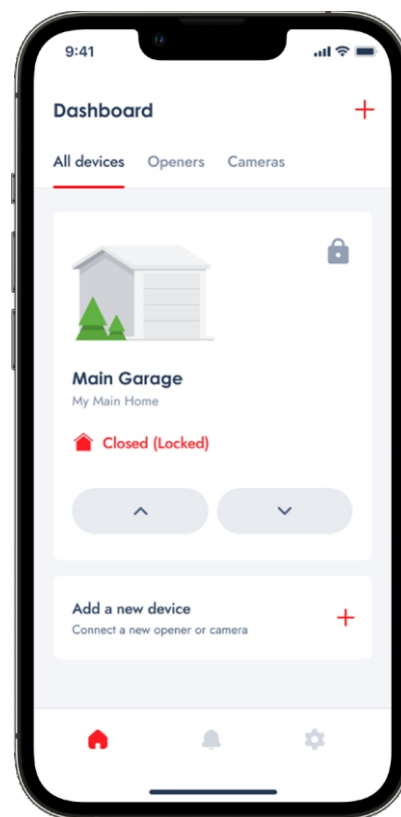 9:41
Dashboard
All devices Openers Cameras
Main Garage
My Main Home
Closed (Locked)
Add a new device
Connect a new opener or camera